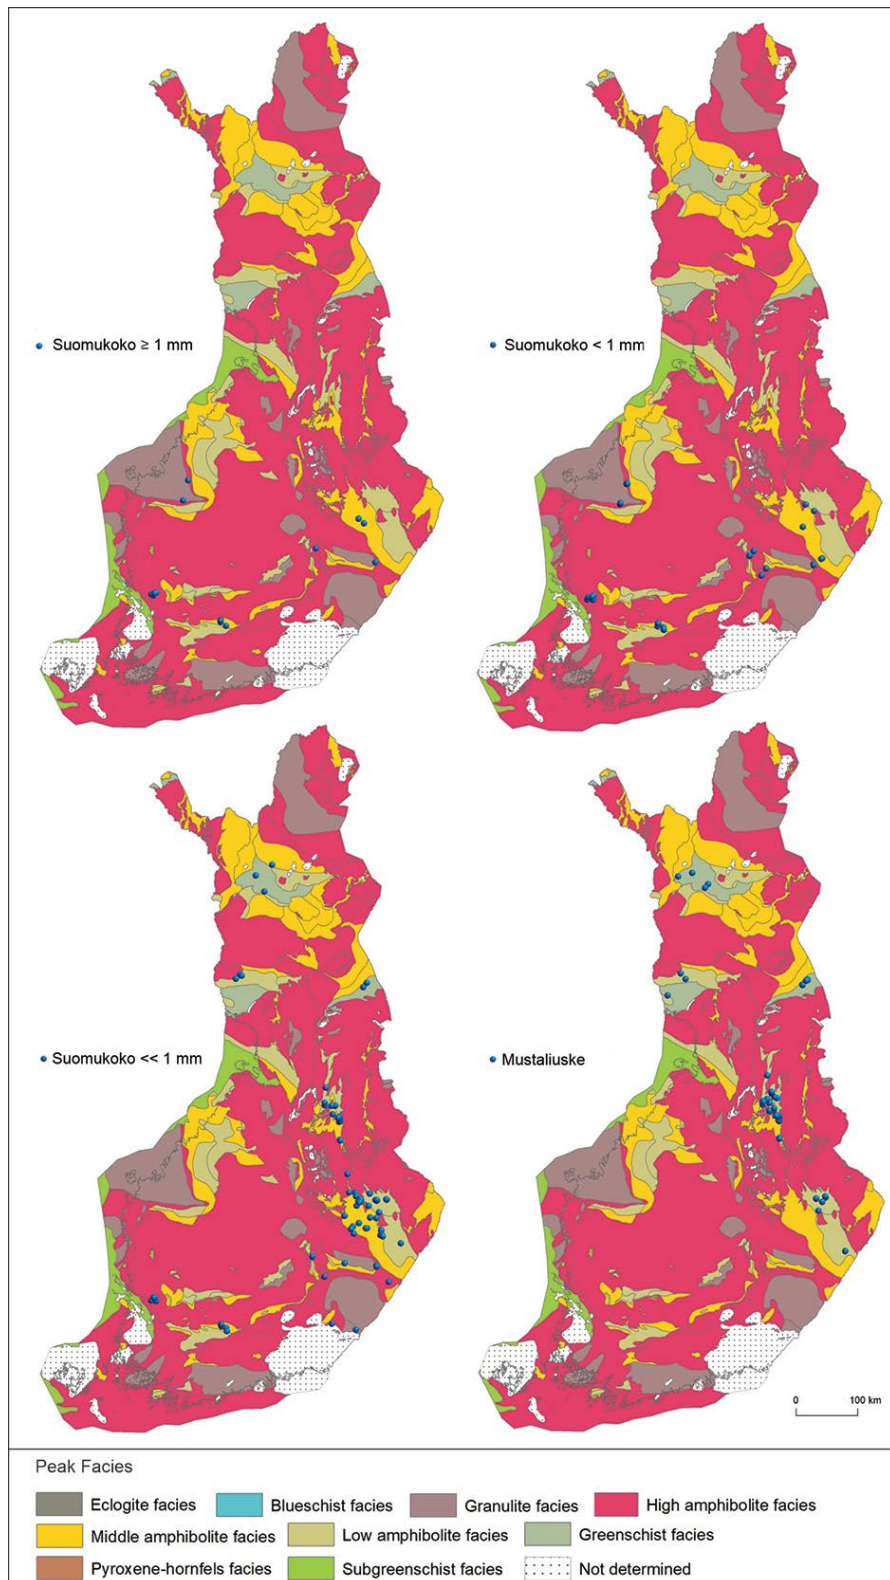 Suomukoko ≥ 1 mm
Suomukoko < 1 mm
Suomukoko << 1 mm
Mustaliuske
0 100 km
Peak Facies
Eclogite facies Blueschist facies Granulite facies High amphibolite facies
Middle amphibolite facies Low amphibolite facies Greenschist facies
Pyroxene-hornfels facies Subgreenschist facies Not determined